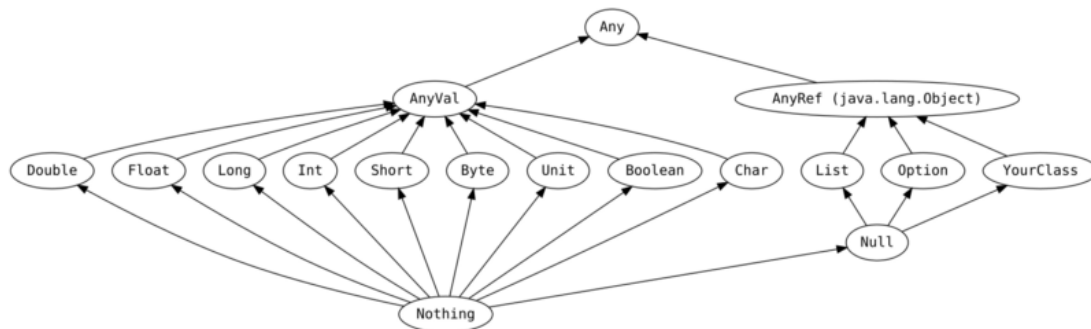 Any
AnyVal
AnyRef (java.lang.Object)
Double
Float
Long
Int
Short
Byte
Unit
Boolean
Char
List
Option
YourClass
Null
Nothing